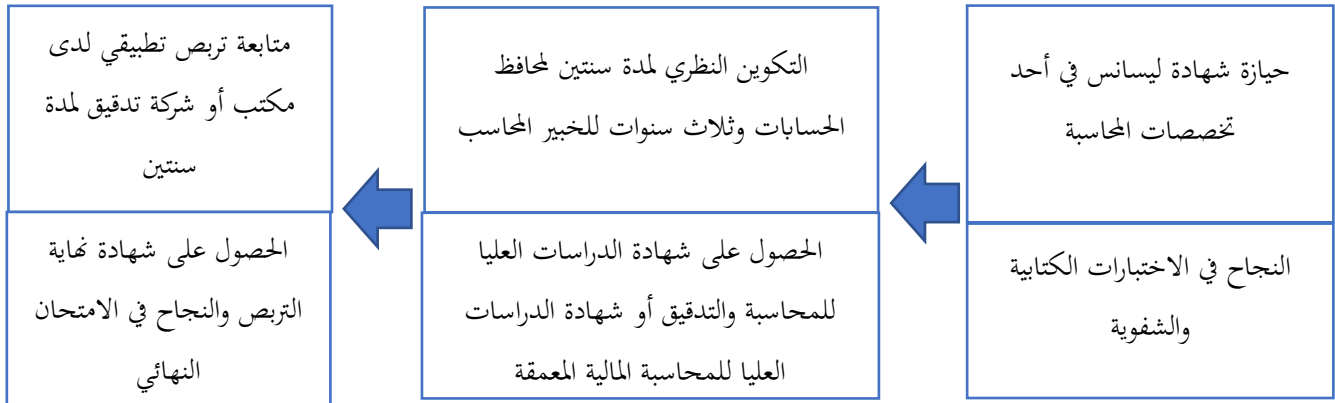 حيازة شهادة ليسانس في أحد
تخصصات المحاسبة
النجاح في الاختبارات الكتابية
والشفوية
التكوين النظري لمدة سنتين لمحافظ
الحسابات وثلاث سنوات للخبير المحاسب
الحصول على شهادة الدراسات العليا
للمحاسبة والتدقيق أو شهادة الدراسات
العليا للمحاسبة المالية المعمقة
متابعة تربص تطبيقي لدى
مكتب أو شركة تدقيق لمدة
سنتين
الحصول على شهادة نهاية
التربص والنجاح في الامتحان
النهائي